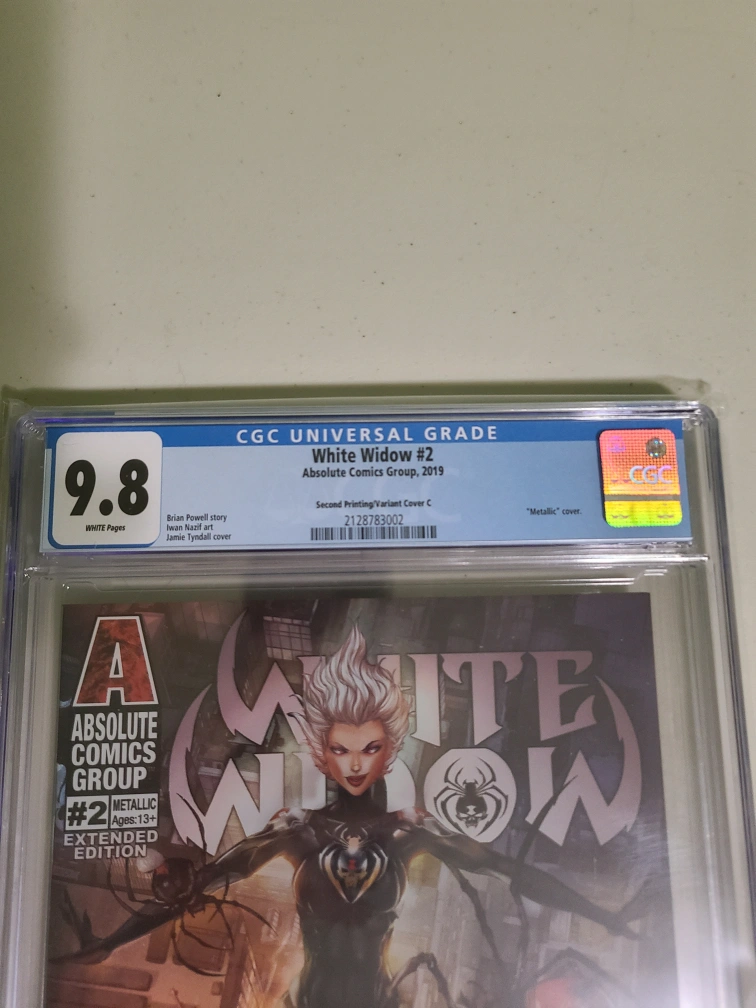 CGC UNIVERSAL GRADE
9.8
WHITE Pages
White Widow #2
Absolute Comics Group, 2019
Second Printing/Variant Cover C
2128783002
Brian Powell story
Iwan Nazif art
Jamie Tyndall cover
"Metallic" cover.
CGC
A
ABSOLUTE
COMICS
GROUP
#2 METALLIC
Ages:13+
EXTENDED
EDITION
WHITE
WIDOW